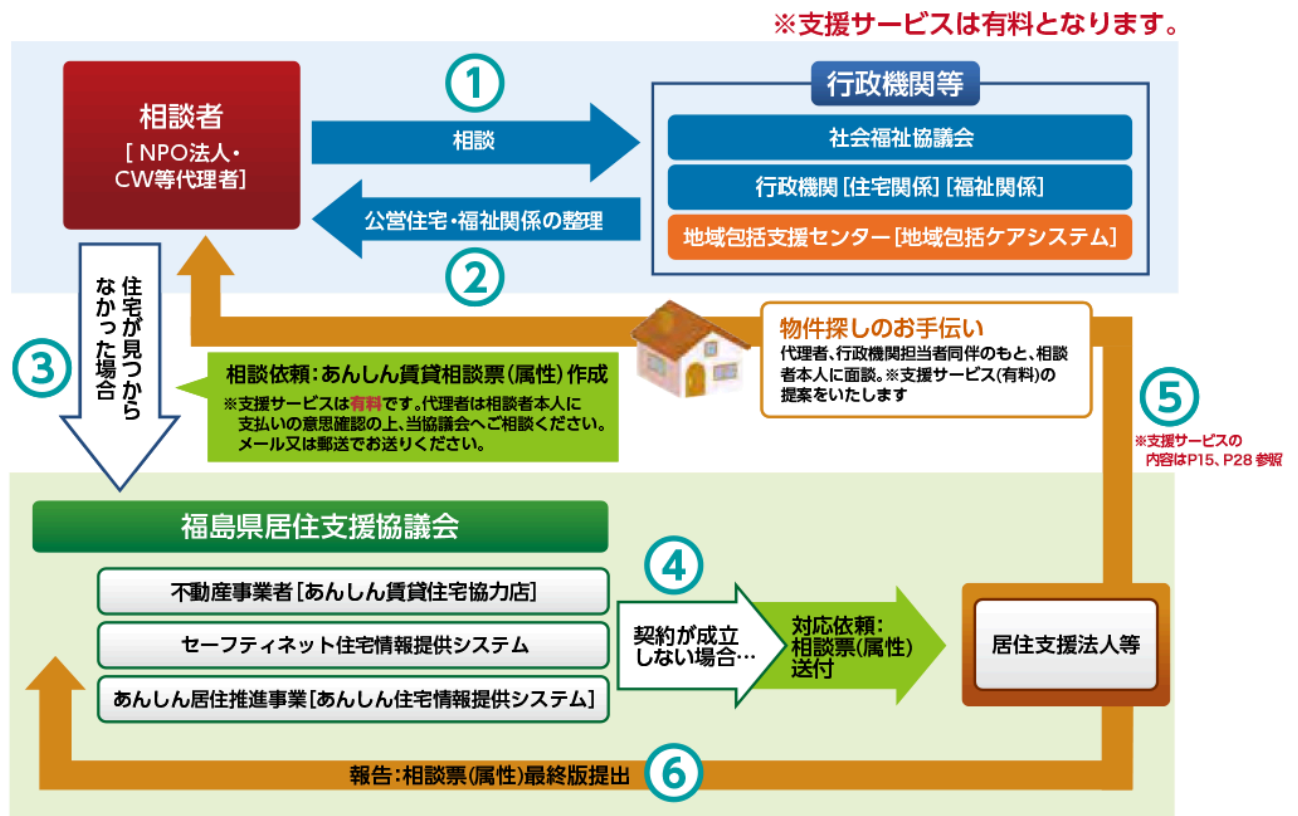 ※支援サービスは有料となります。
①
相談者
[ NPO法人・
CW等代理者]
相談
行政機関等
社会福祉協議会
行政機関[住宅関係][福祉関係]
地域包括支援センター[地域包括ケアシステム]
公営住宅・福祉関係の整理
②
③
住宅が見つから
なかった場合
相談依頼:あんしん賃貸相談票(属性)作成
※支援サービスは有料です。代理者は相談者本人に
支払いの意思確認の上、当協議会へご相談ください。
メール又は郵送でお送りください。
物件探しのお手伝い
代理者、行政機関担当者同伴のもと、相談
者本人に面談。※支援サービス(有料)の
提案をいたします
⑤
※支援サービスの
内容はP15、P28 参照
福島県居住支援協議会
不動産事業者[あんしん賃貸住宅協力店]
セーフティネット住宅情報提供システム
あんしん居住推進事業[あんしん住宅情報提供システム]
④
契約が成立
しない場合…
対応依頼:
相談票(属性)
送付
居住支援法人等
報告:相談票(属性)最終版提出
⑥